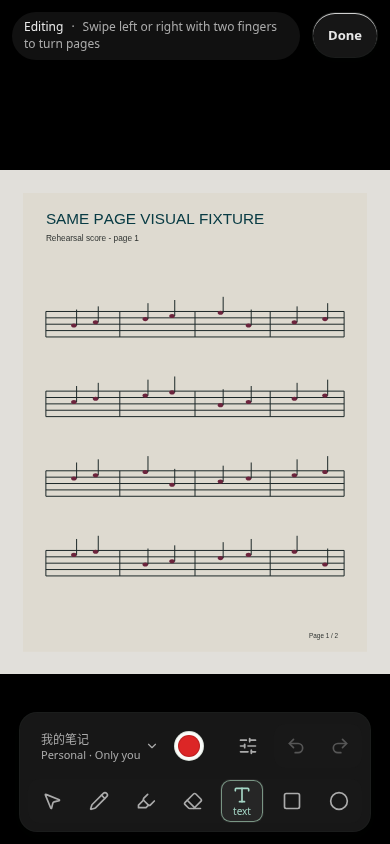 Editing · Swipe left or right with two fingers
to turn pages
Done
SAME PAGE VISUAL FIXTURE
Rehearsal score - page 1
Page 1 / 2
我的笔记
Personal · Only you
text